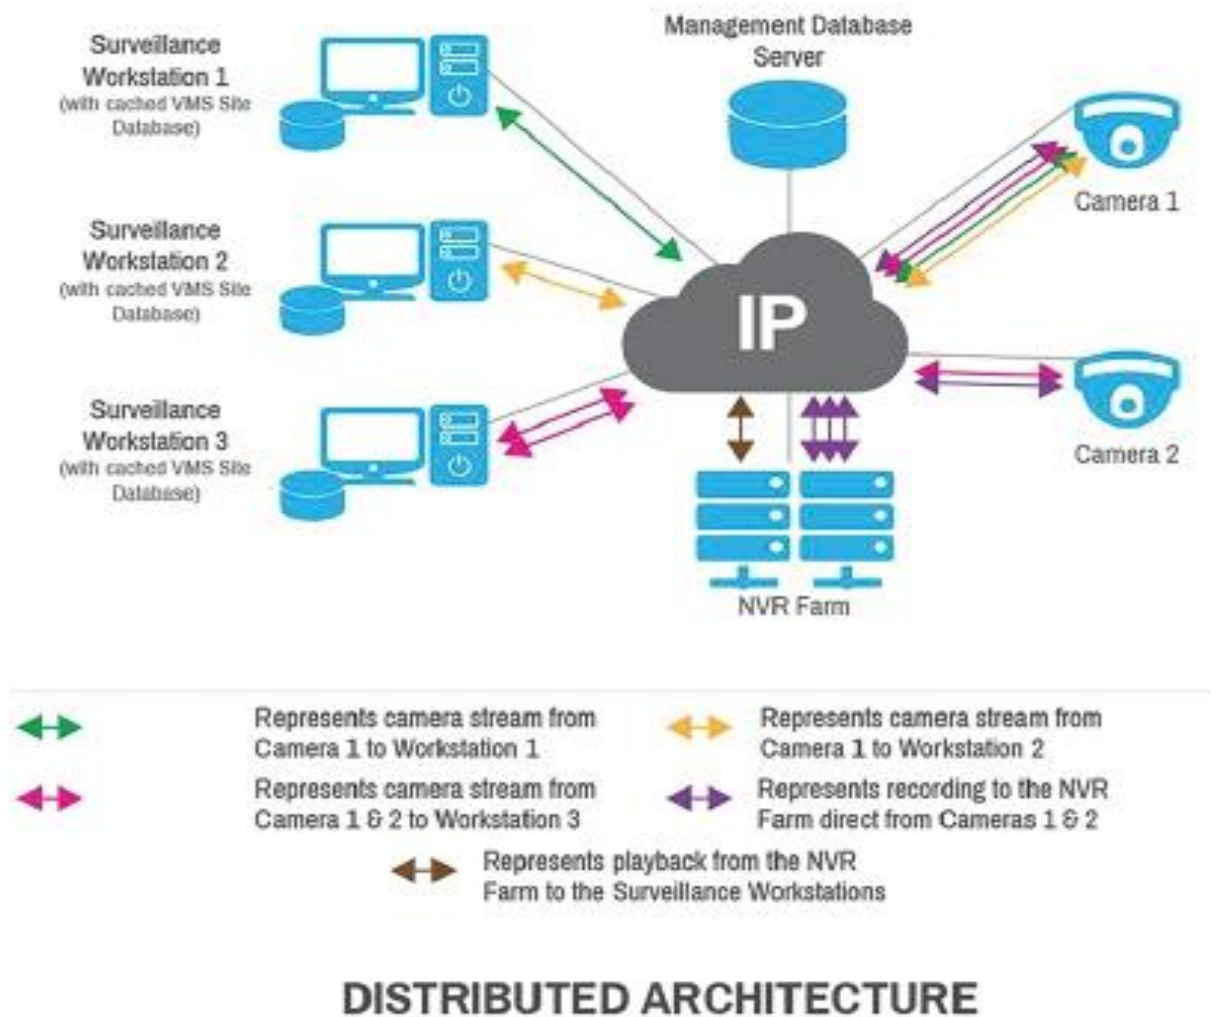 Management Database
Server
Surveillance
Workstation 1
(with cached VMS Site
Database)
Camera 1
Surveillance
Workstation 2
(with cached VMS Site
Database)
IP
Surveillance
Workstation 3
(with cached VMS Site
Database)
Camera 2
NVR Farm
Represents camera stream from
Camera 1 to Workstation 1
Represents camera stream from
Camera 1 to Workstation 2
Represents camera stream from
Camera 1 & 2 to Workstation 3
Represents recording to the NVR
Farm direct from Cameras 1 & 2
Represents playback from the NVR
Farm to the Surveillance Workstations
DISTRIBUTED ARCHITECTURE